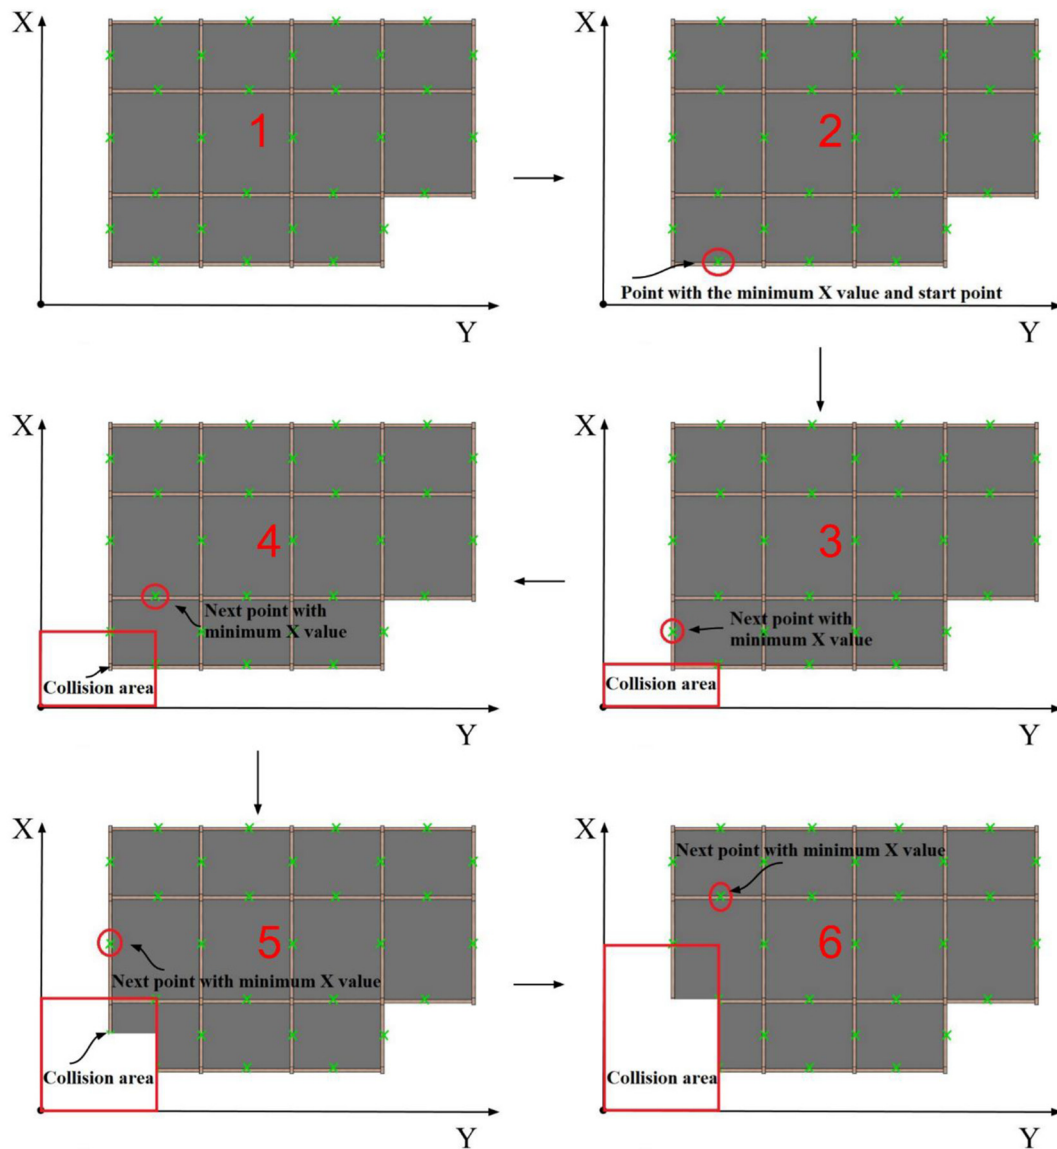 X
1
Y
X
2
Point with the minimum X value and start point
Y
X
4
Next point with
minimum X value
Collision area
Y
X
3
Next point with
minimum X value
Collision area
Y
X
5
Next point with minimum X value
Collision area
Y
X
Next point with minimum X value
6
Collision area
Y